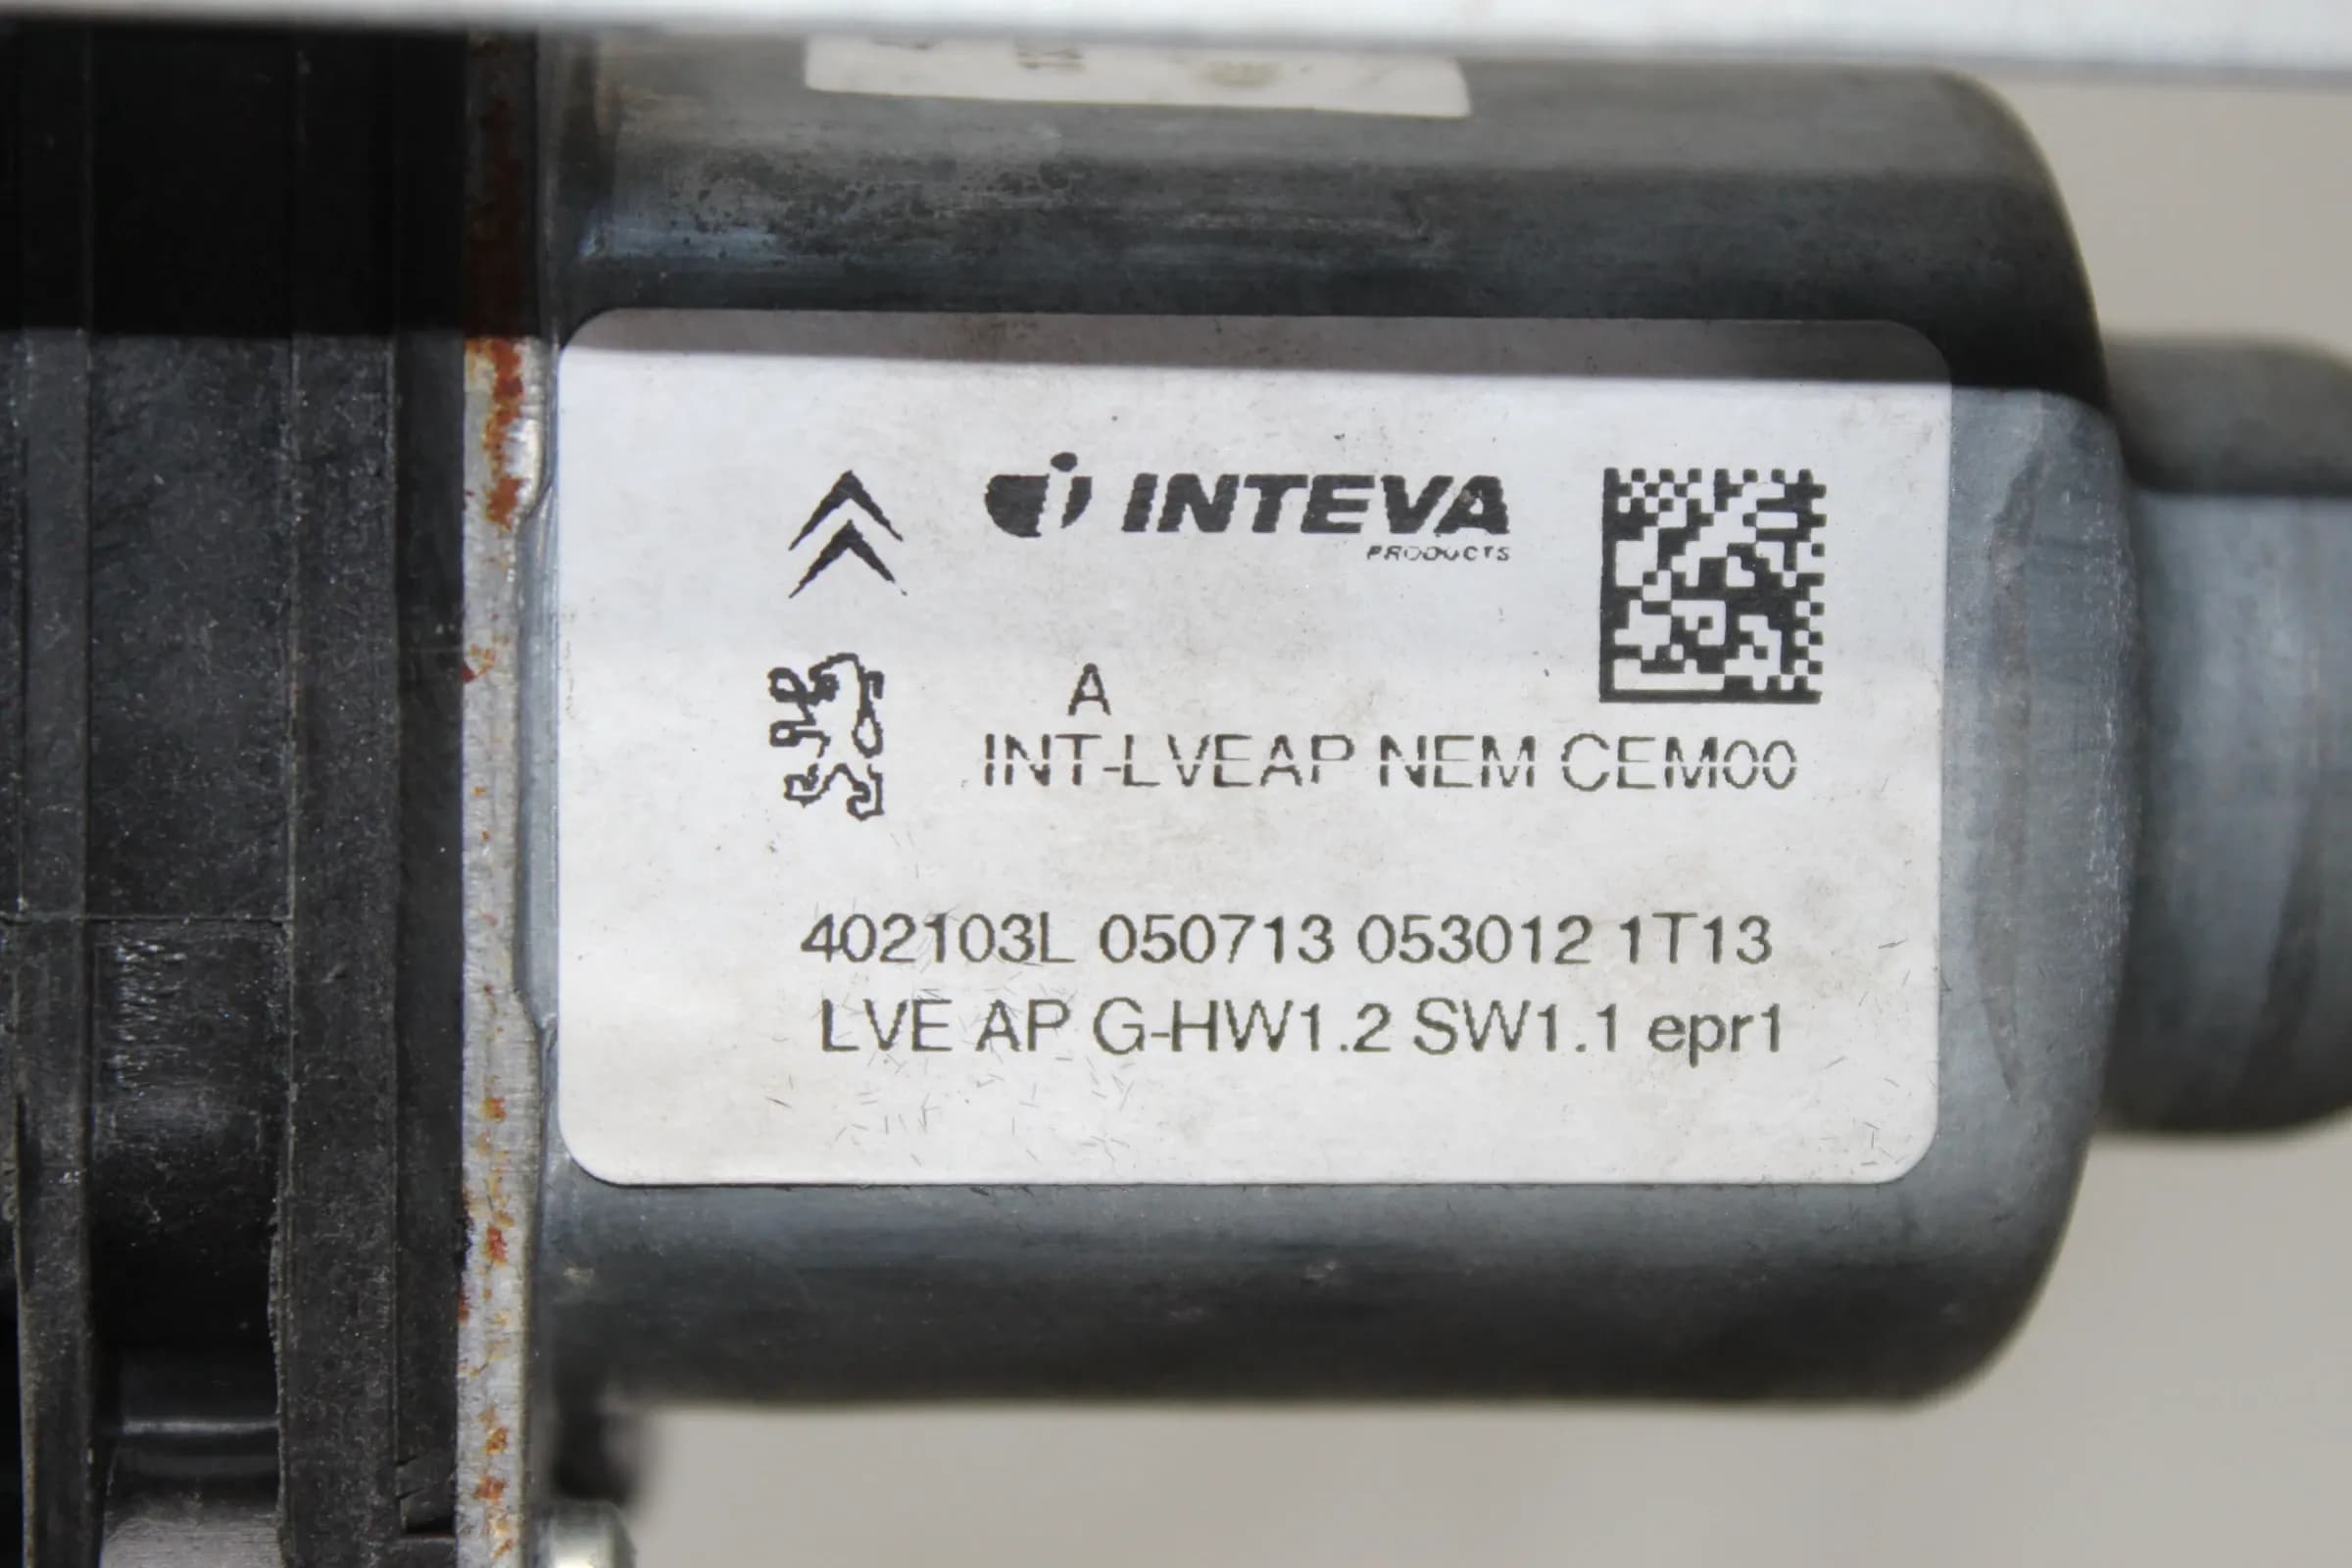 INTEVA
PRODUCTS
A
INT-LVEAP NEM CEM00
402103L 050713 053012 1T13
LVE AP G-HW1.2 SW1.1 epr1